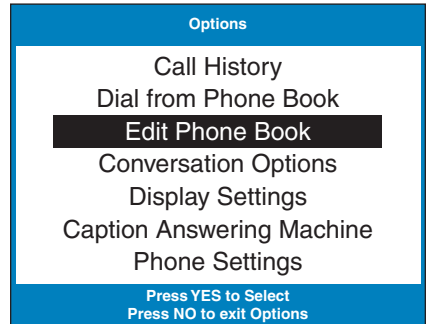 Options
Call History
Dial from Phone Book
Edit Phone Book
Conversation Options
Display Settings
Caption Answering Machine
Phone Settings
Press YES to Select
Press NO to exit Options